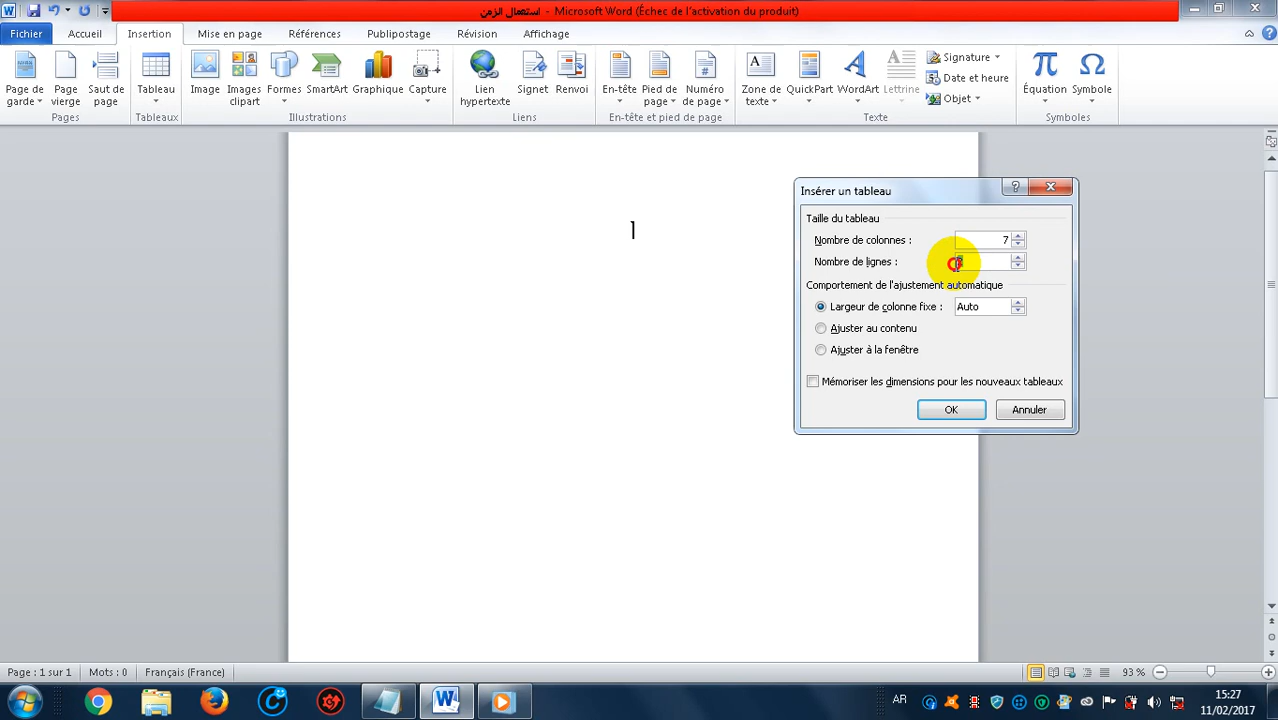 استعمال الزمن - Microsoft Word (Échec de l'activation du produit)
Fichier Accueil Insertion Mise en page Références Publipostage Révision Affichage
Page de garde Page vierge Saut de page
Pages
Tableau
Tableaux
Image Images clipart Formes SmartArt Graphique Capture
Illustrations
Lien hypertexte Signet Renvoi
Liens
En-tête Pied de page Numéro de page
En-tête et pied de page
Zone de texte QuickPart WordArt Lettrine
Signature
Date et heure
Objet
Texte
Équation Symbole
Symboles
Insérer un tableau
Taille du tableau
Nombre de colonnes : 7
Nombre de lignes :
Comportement de l'ajustement automatique
Largeur de colonne fixe : Auto
Ajuster au contenu
Ajuster à la fenêtre
Mémoriser les dimensions pour les nouveaux tableaux
OK Annuler
Page : 1 sur 1 Mots : 0 Français (France) 93 %
AR 15:27
11/02/2017